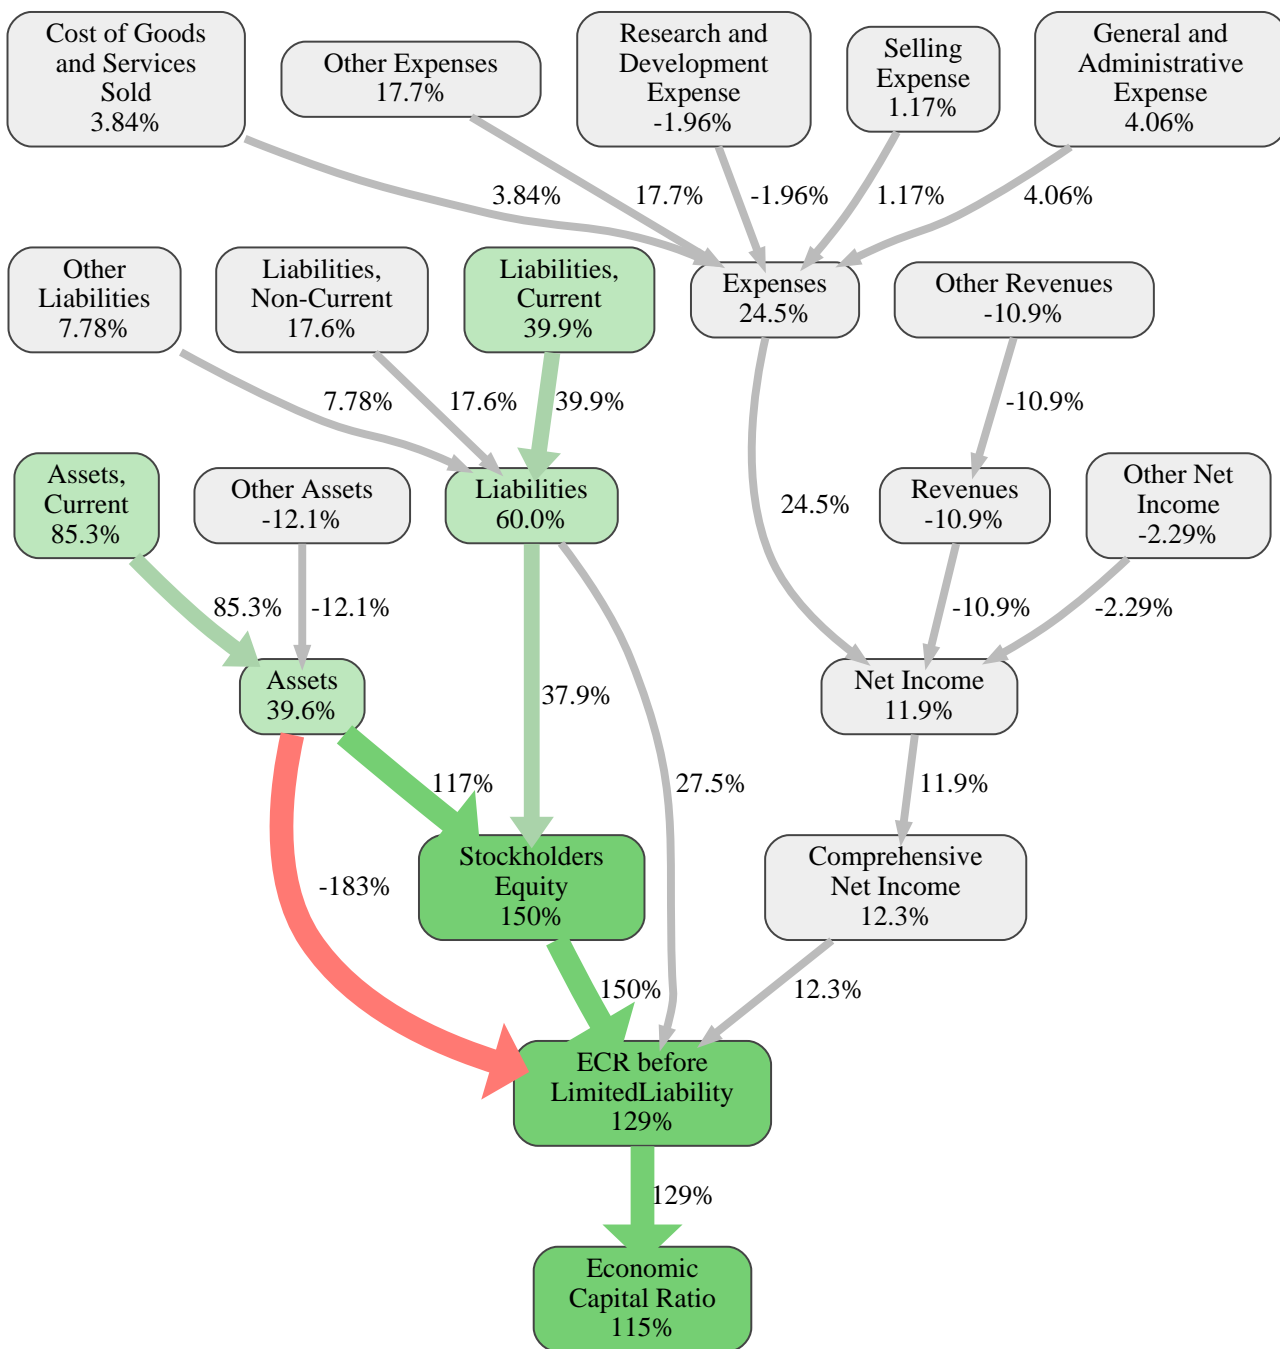 Cost of Goods
and Services
Sold
3.84%
Other Expenses
17.7%
Research and
Development
Expense
-1.96%
Selling
Expense
1.17%
General and
Administrative
Expense
4.06%
3.84%
17.7%
-1.96%
1.17%
4.06%
Other
Liabilities
7.78%
Liabilities,
Non-Current
17.6%
Liabilities,
Current
39.9%
Expenses
24.5%
Other Revenues
-10.9%
7.78%
17.6%
39.9%
-10.9%
Assets,
Current
85.3%
Other Assets
-12.1%
Liabilities
60.0%
24.5%
Revenues
-10.9%
Other Net
Income
-2.29%
85.3%
-12.1%
-10.9%
-2.29%
Assets
39.6%
37.9%
Net Income
11.9%
117%
27.5%
11.9%
-183%
Stockholders
Equity
150%
Comprehensive
Net Income
12.3%
150%
12.3%
ECR before
LimitedLiability
129%
129%
Economic
Capital Ratio
115%